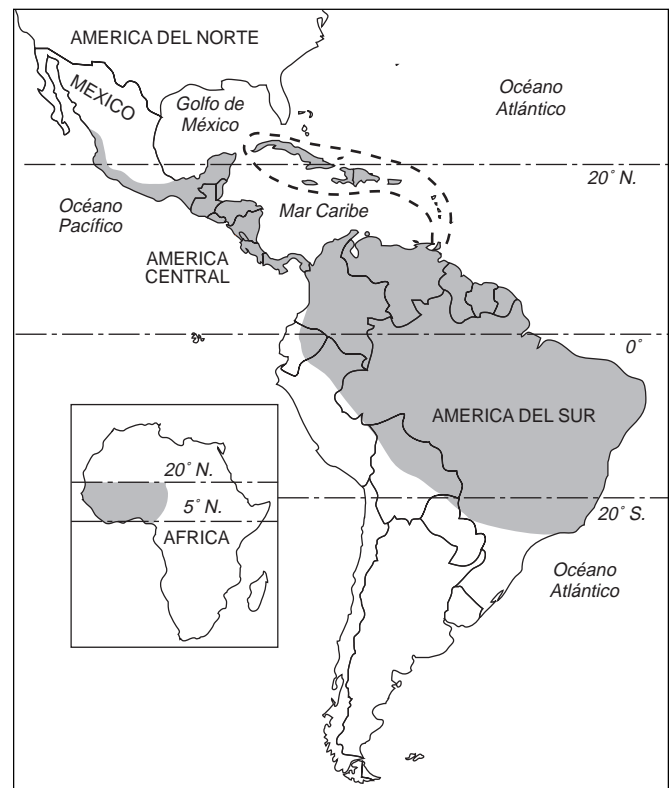 AMERICA DEL NORTE
MEXICO
Golfo de
México
Océano
Atlántico
20˚ N.
Océano
Pacífico
Mar Caribe
AMERICA
CENTRAL
0˚
AMERICA DEL SUR
20˚ N.
5˚ N.
AFRICA
20˚ S.
Océano
Atlántico